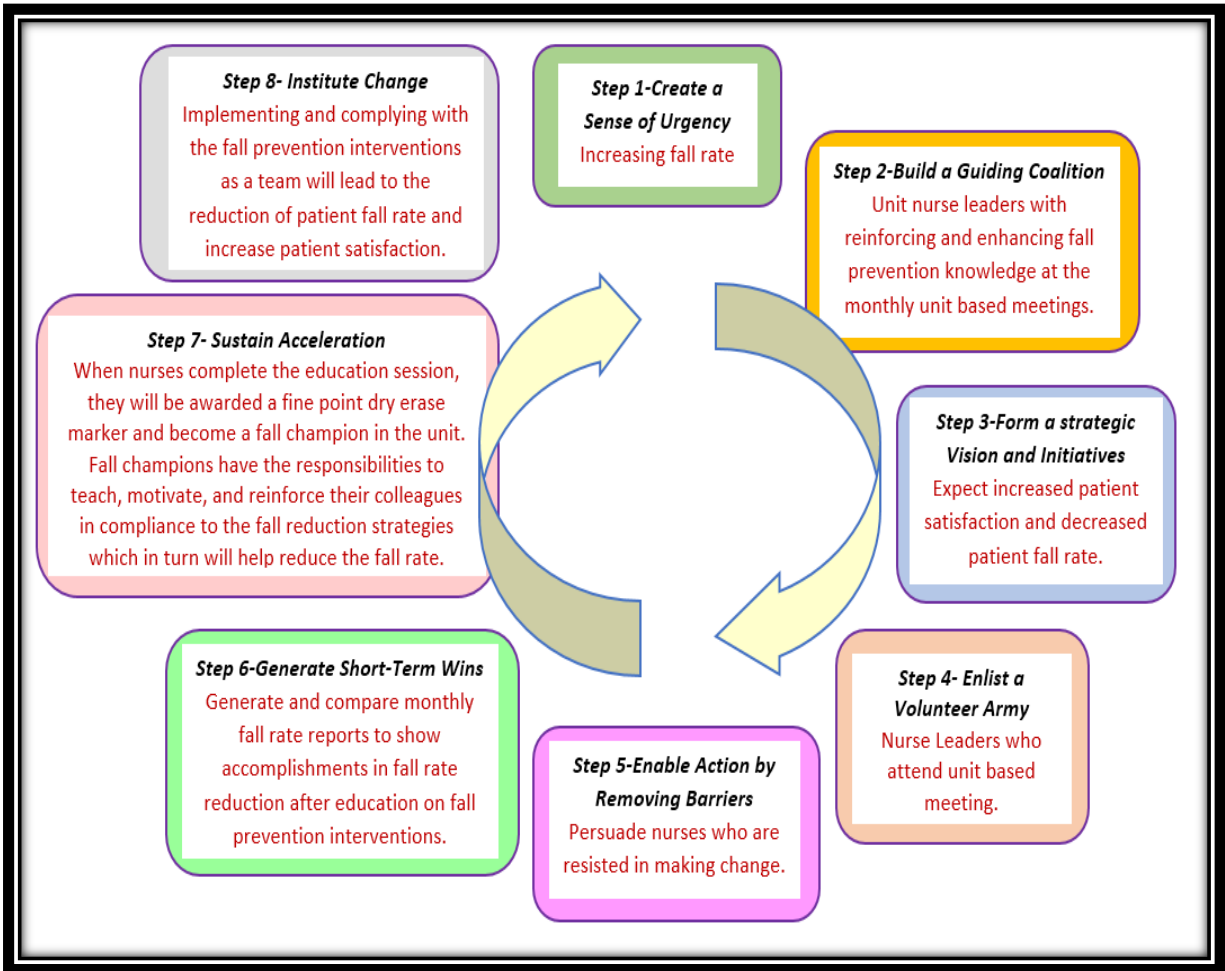 Step 1-Create a
Sense of Urgency
Increasing fall rate
Step 2-Build a Guiding Coalition
Unit nurse leaders with
reinforcing and enhancing fall
prevention knowledge at the
monthly unit based meetings.
Step 3-Form a strategic
Vision and Initiatives
Expect increased patient
satisfaction and decreased
patient fall rate.
Step 4- Enlist a
Volunteer Army
Nurse Leaders who
attend unit based
meeting.
Step 5-Enable Action by
Removing Barriers
Persuade nurses who are
resisted in making change.
Step 6-Generate Short-Term Wins
Generate and compare monthly
fall rate reports to show
accomplishments in fall rate
reduction after education on fall
prevention interventions.
Step 7- Sustain Acceleration
When nurses complete the education session,
they will be awarded a fine point dry erase
marker and become a fall champion in the unit.
Fall champions have the responsibilities to
teach, motivate, and reinforce their colleagues
in compliance to the fall reduction strategies
which in turn will help reduce the fall rate.
Step 8- Institute Change
Implementing and complying with
the fall prevention interventions
as a team will lead to the
reduction of patient fall rate and
increase patient satisfaction.